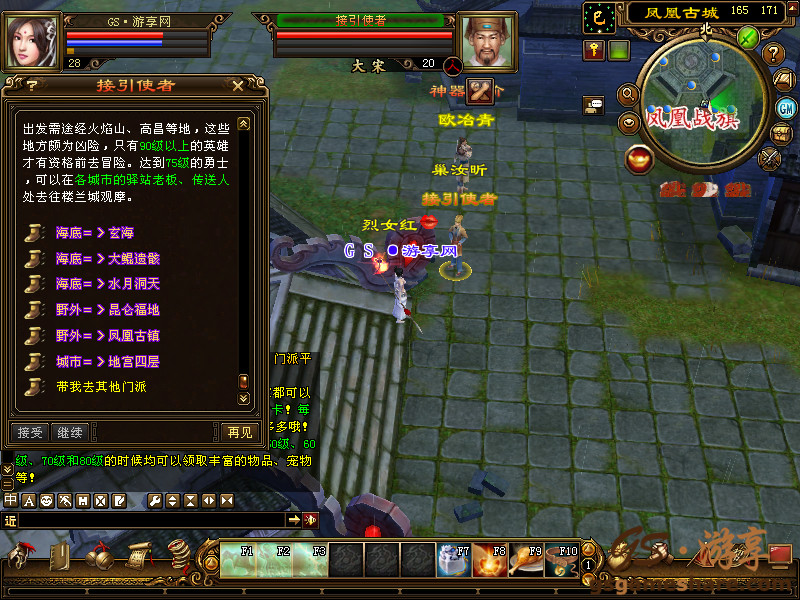 GS·游享网
28
接引使者
大宋
20
凤凰古城 165 171
北
GM
凤凰战旗
? 接引使者
出发需途经火焰山、高昌等地，这些
地方颇为凶险，只有90级以上的英雄
才有资格前去冒险。达到75级的勇士
，可以在各城市的驿站老板、传送人
处去往楼兰城观摩。
海底=＞玄海
海底=＞大鲲遗骸
海底=＞水月洞天
野外=＞昆仑福地
野外=＞凤凰古镇
城市=＞地宫四层
带我去其他门派
接受 继续 再见
神器
欧冶青
巢汝昕
接引使者
烈女红
GS●游享网
门派平
都可以
卡！每
多哦！
60级、60
级、70级和80级的时候均可以领取丰富的物品、宠物
等！
中 A
近
F1 F2 F3 F7 F8 F9 F10
1
GS·游享